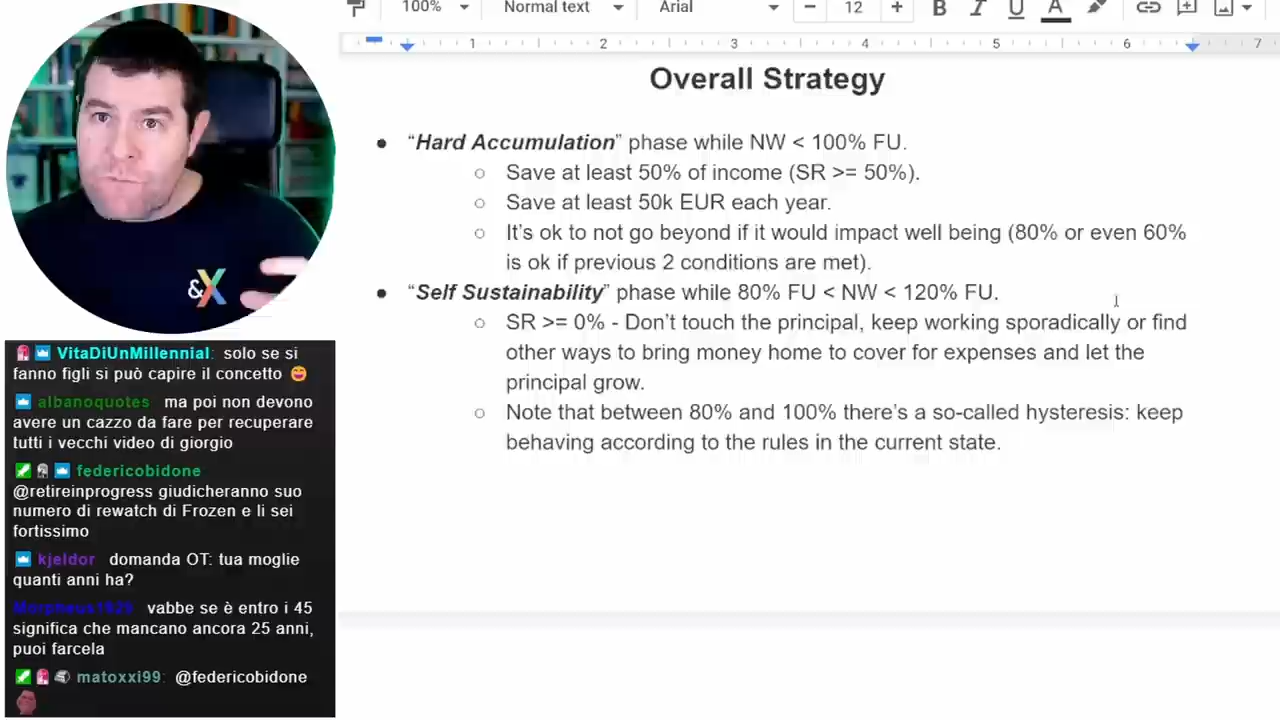 100%
Normal text
Arial
12
B I U A
1 2 3 4 5 6 7
Overall Strategy
● “Hard Accumulation” phase while NW < 100% FU.
○ Save at least 50% of income (SR >= 50%).
○ Save at least 50k EUR each year.
○ It’s ok to not go beyond if it would impact well being (80% or even 60%
is ok if previous 2 conditions are met).
● “Self Sustainability” phase while 80% FU < NW < 120% FU.
○ SR >= 0% - Don’t touch the principal, keep working sporadically or find
other ways to bring money home to cover for expenses and let the
principal grow.
○ Note that between 80% and 100% there’s a so-called hysteresis: keep
behaving according to the rules in the current state.
&X
VitaDiUnMillennial: solo se si
fanno figli si può capire il concetto 😅
albanoquotes ma poi non devono
avere un cazzo da fare per recuperare
tutti i vecchi video di giorgio
federicobidone
@retireinprogress giudicheranno suo
numero di rewatch di Frozen e li sei
fortissimo
kjeldor domanda OT: tua moglie
quanti anni ha?
vabbe se è entro i 45
significa che mancano ancora 25 anni,
puoi farcela
matoxxi99: @federicobidone